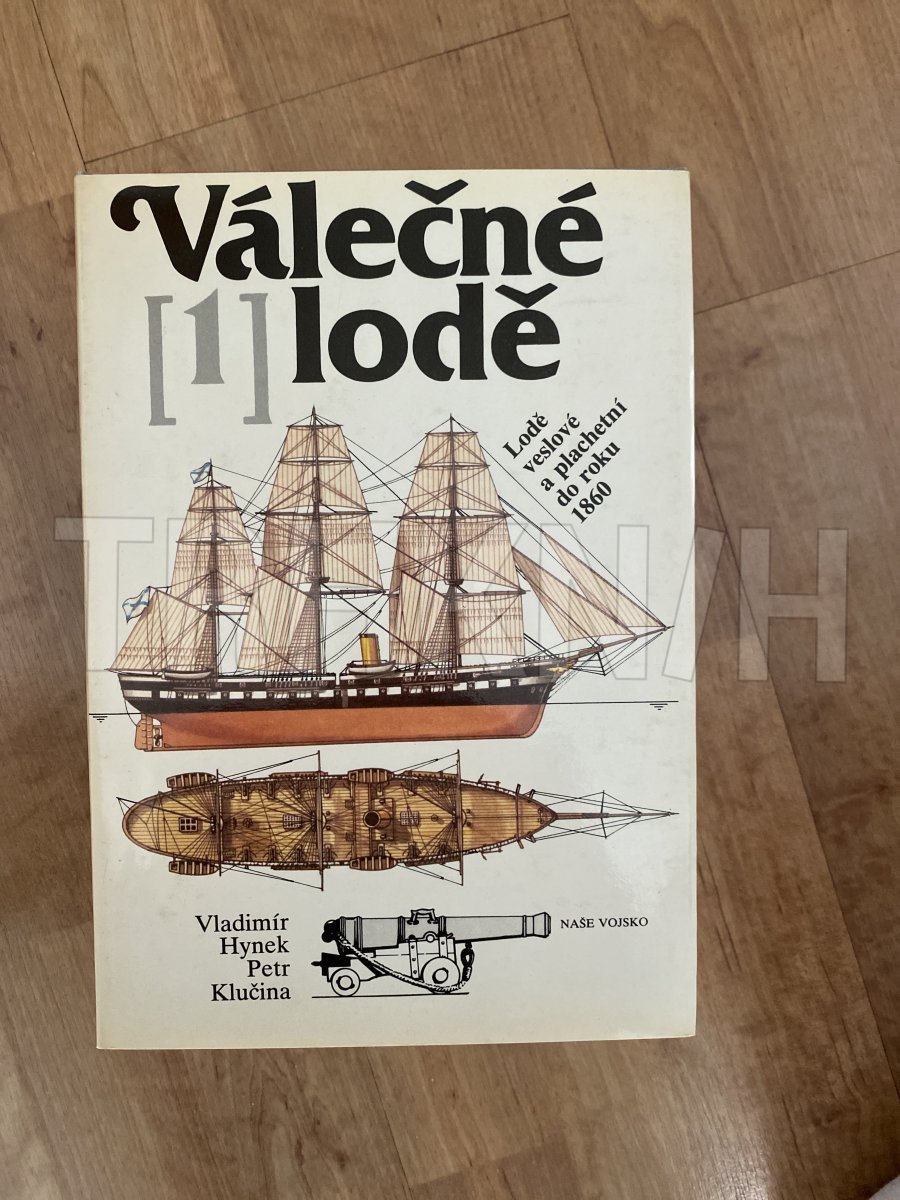 Válečné
[1] lodě
Lodě
veslové
a plachetní
do roku
1860
Vladimír
Hynek
Petr
Klučina
NAŠE VOJSKO